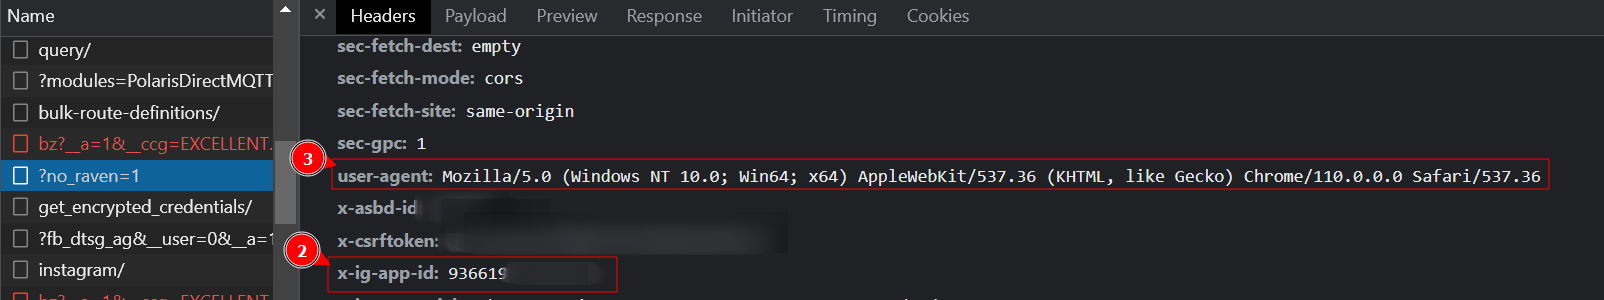 Name
Headers Payload Preview Response Initiator Timing Cookies
query/
?modules=PolarisDirectMQTT
bulk-route-definitions/
bz?__a=1&__ccg=EXCELLENT.
?no_raven=1
get_encrypted_credentials/
?fb_dtsg_ag&__user=0&__a=1
instagram/
sec-fetch-dest: empty
sec-fetch-mode: cors
sec-fetch-site: same-origin
sec-gpc: 1
3
user-agent: Mozilla/5.0 (Windows NT 10.0; Win64; x64) AppleWebKit/537.36 (KHTML, like Gecko) Chrome/110.0.0.0 Safari/537.36
x-asbd-id:
x-csrftoken:
2
x-ig-app-id: 936619